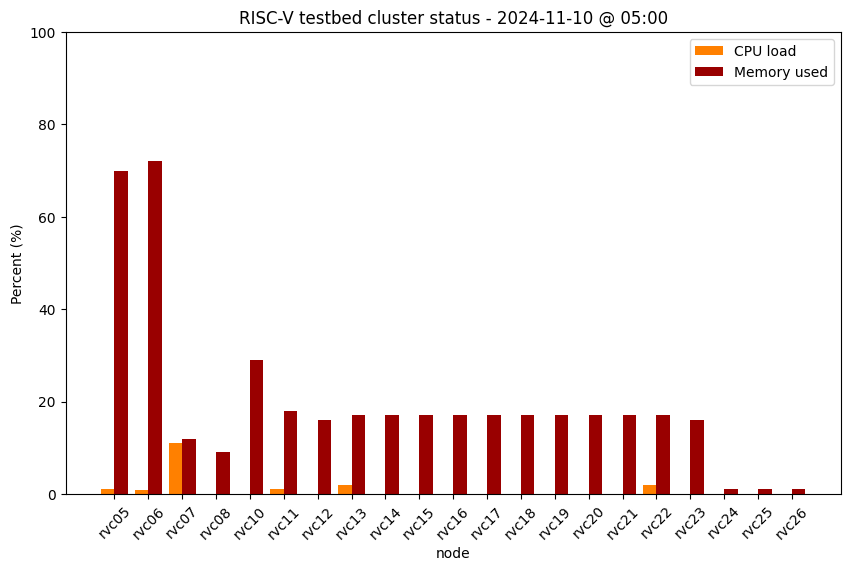 RISC-V testbed cluster status - 2024-11-10 @ 05:00
CPU load
Memory used
Percent (%)
100
80
60
40
20
0
rvc05
rvc06
rvc07
rvc08
rvc10
rvc11
rvc12
rvc13
rvc14
rvc15
rvc16
rvc17
rvc18
rvc19
rvc20
rvc21
rvc22
rvc23
rvc24
rvc25
rvc26
node